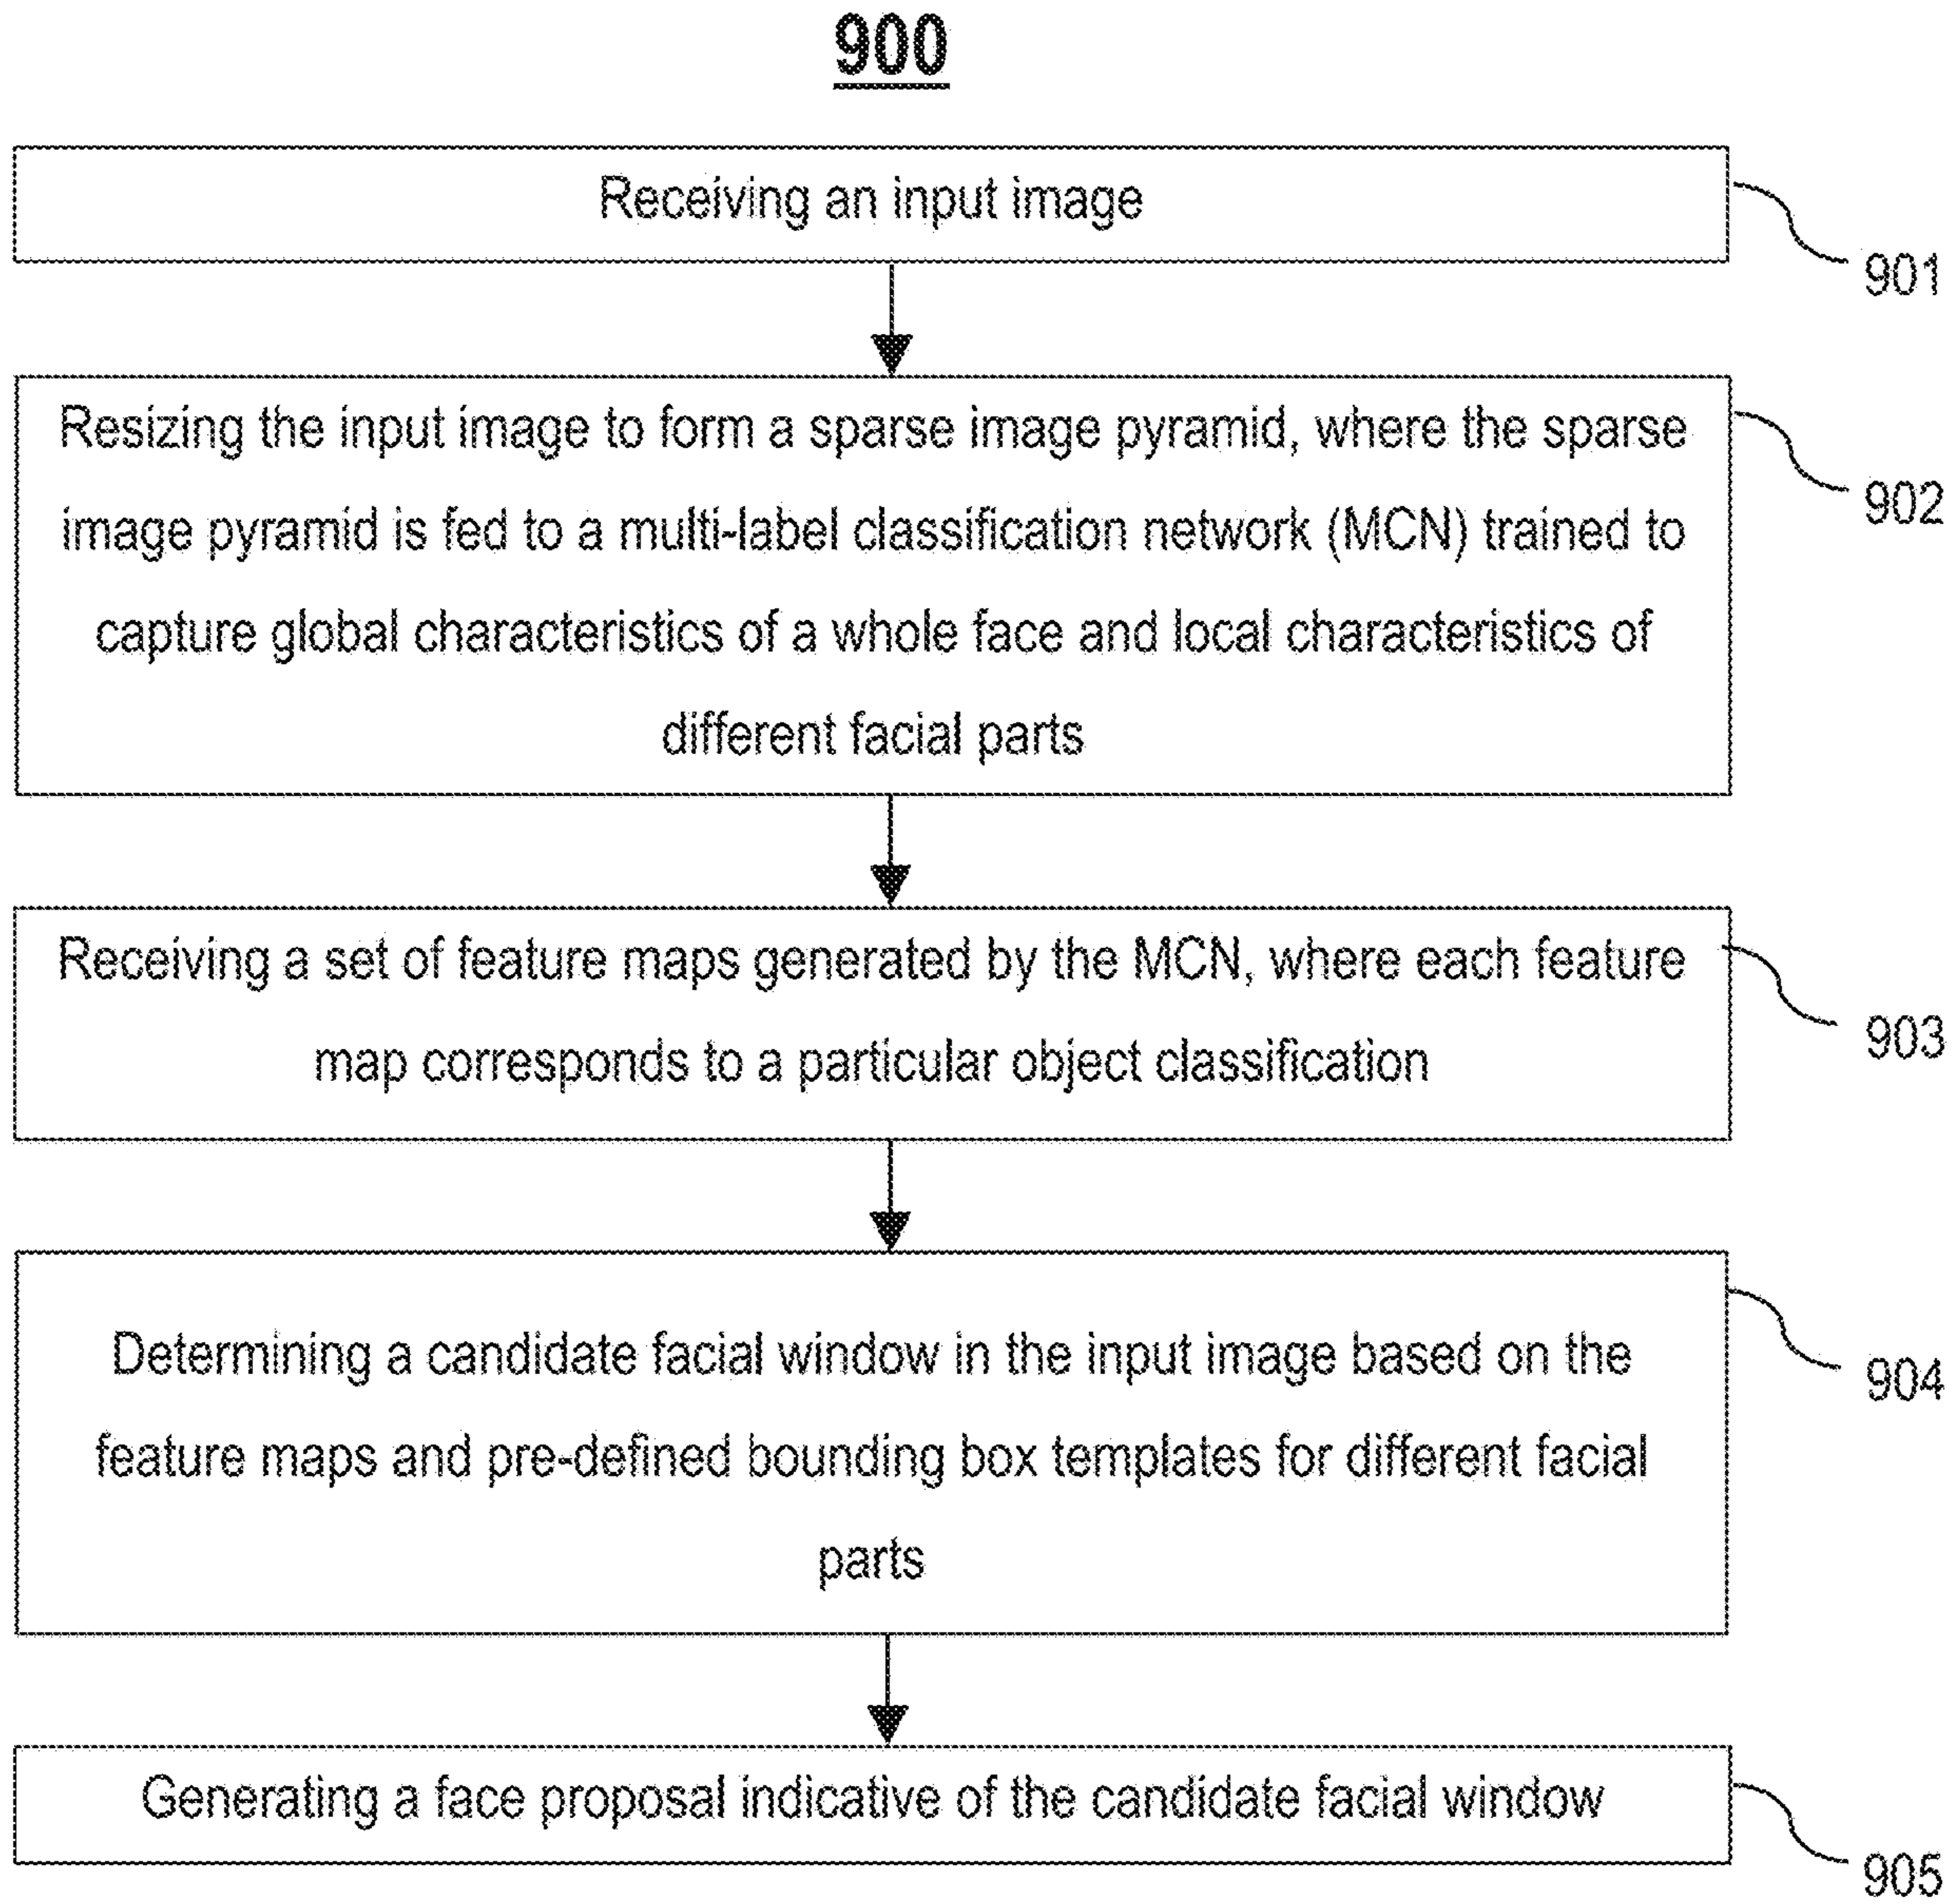 900
Receiving an input image
901
Resizing the input image to form a sparse image pyramid, where the sparse
image pyramid is fed to a multi-label classification network (MCN) trained to
capture global characteristics of a whole face and local characteristics of
different facial parts
902
Receiving a set of feature maps generated by the MCN, where each feature
map corresponds to a particular object classification
903
Determining a candidate facial window in the input image based on the
feature maps and pre-defined bounding box templates for different facial
parts
904
Generating a face proposal indicative of the candidate facial window
905